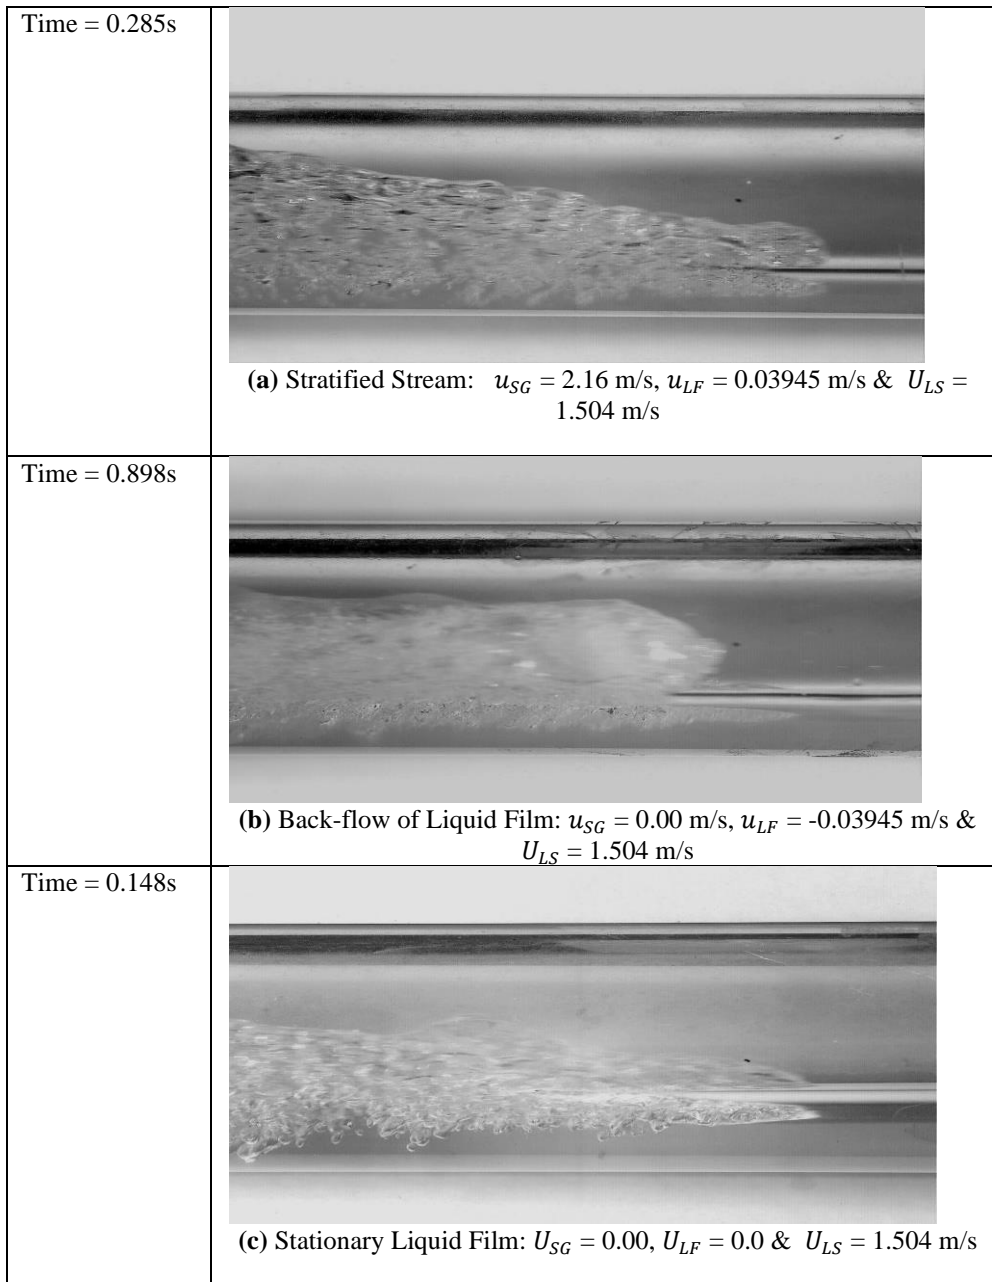 Time = 0.285s
(a) Stratified Stream: u_SG = 2.16 m/s, u_LF = 0.03945 m/s & U_LS =
1.504 m/s
Time = 0.898s
(b) Back-flow of Liquid Film: u_SG = 0.00 m/s, u_LF = -0.03945 m/s &
U_LS = 1.504 m/s
Time = 0.148s
(c) Stationary Liquid Film: U_SG = 0.00, U_LF = 0.0 & U_LS = 1.504 m/s